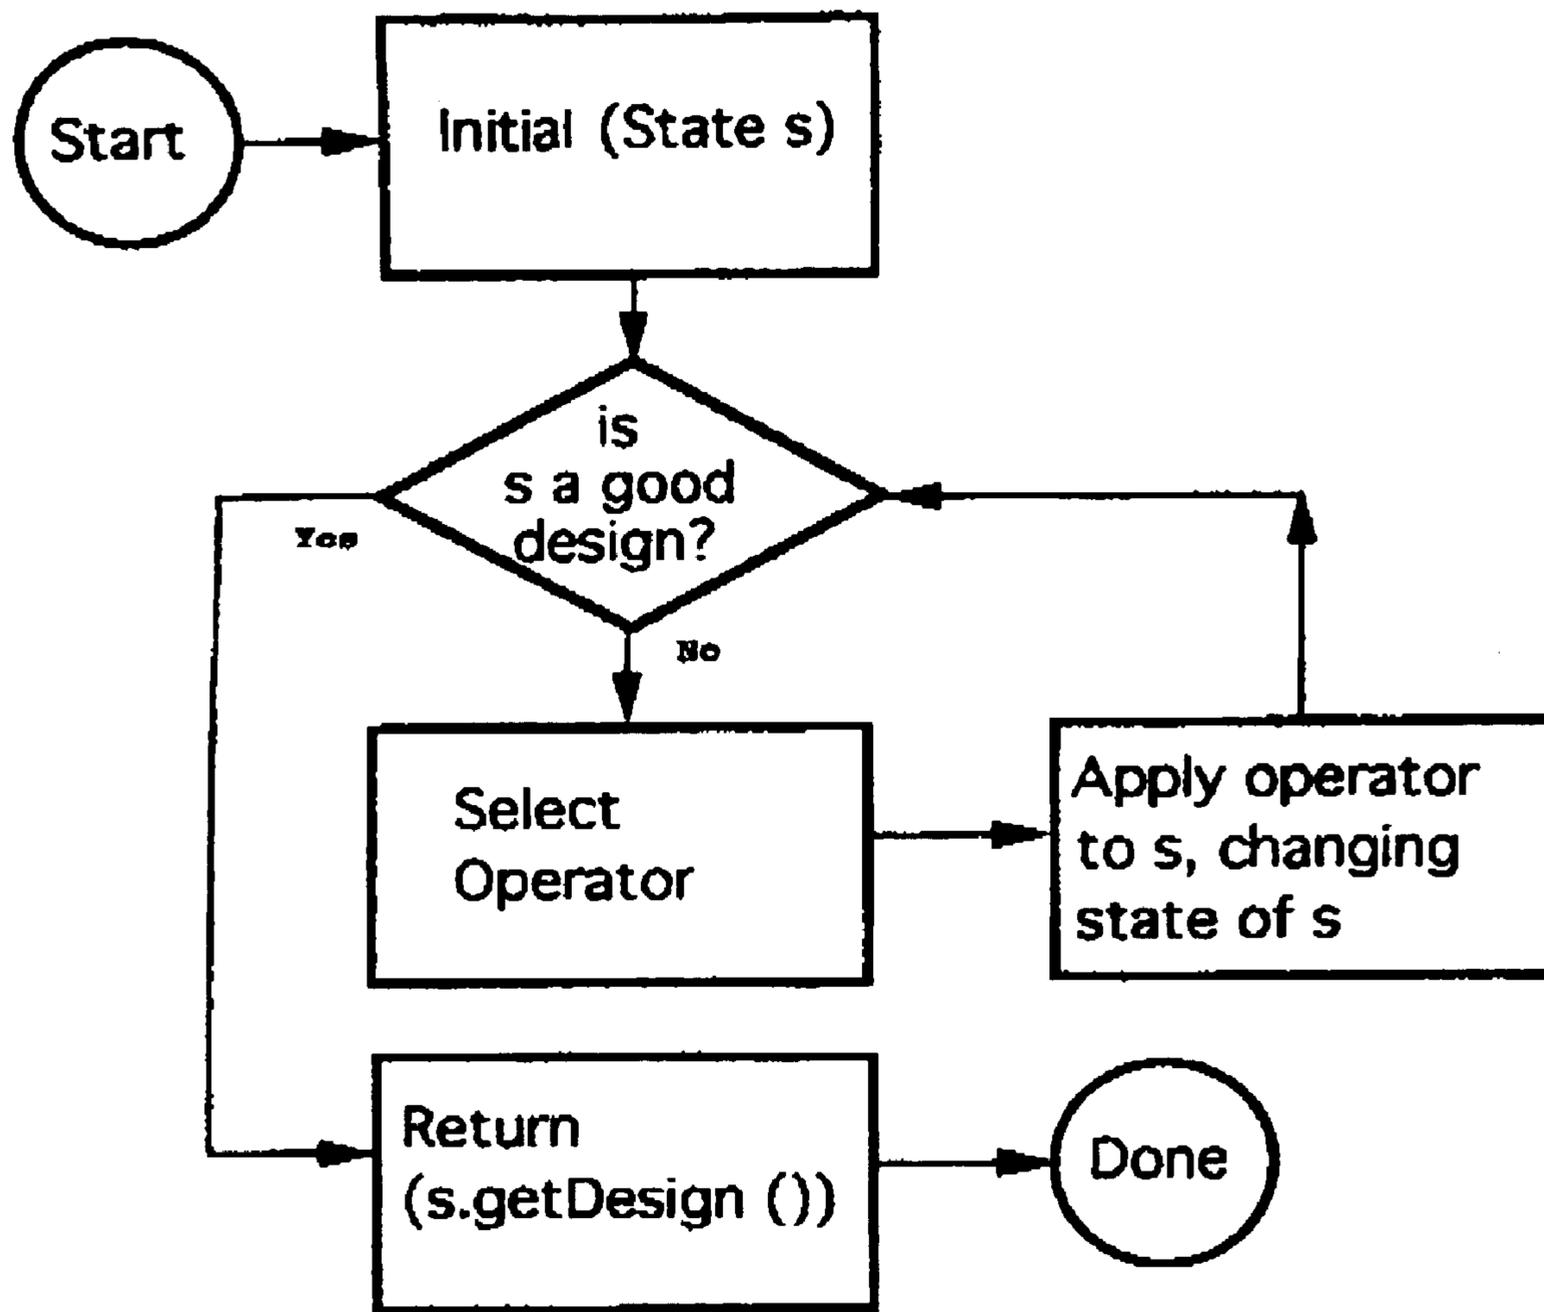 Start
Initial (State s)
is
s a good
design?
Yes
No
Select
Operator
Apply operator
to s, changing
state of s
Return
(s.getDesign ())
Done